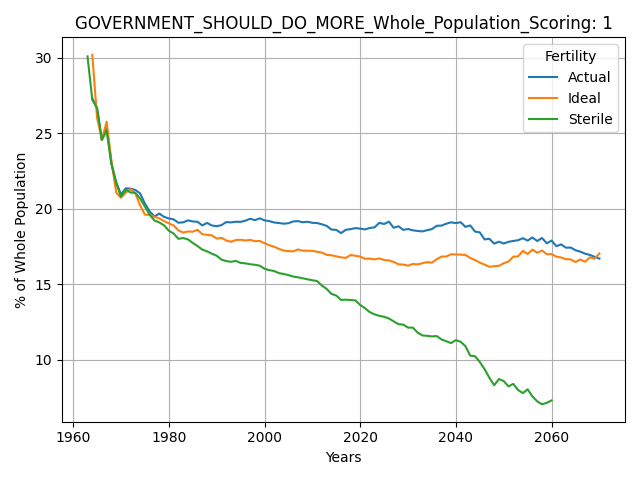 GOVERNMENT_SHOULD_DO_MORE_Whole_Population_Scoring: 1
Fertility
Actual
Ideal
Sterile
% of Whole Population
30
25
20
15
10
1960
1980
2000
2020
2040
2060
Years